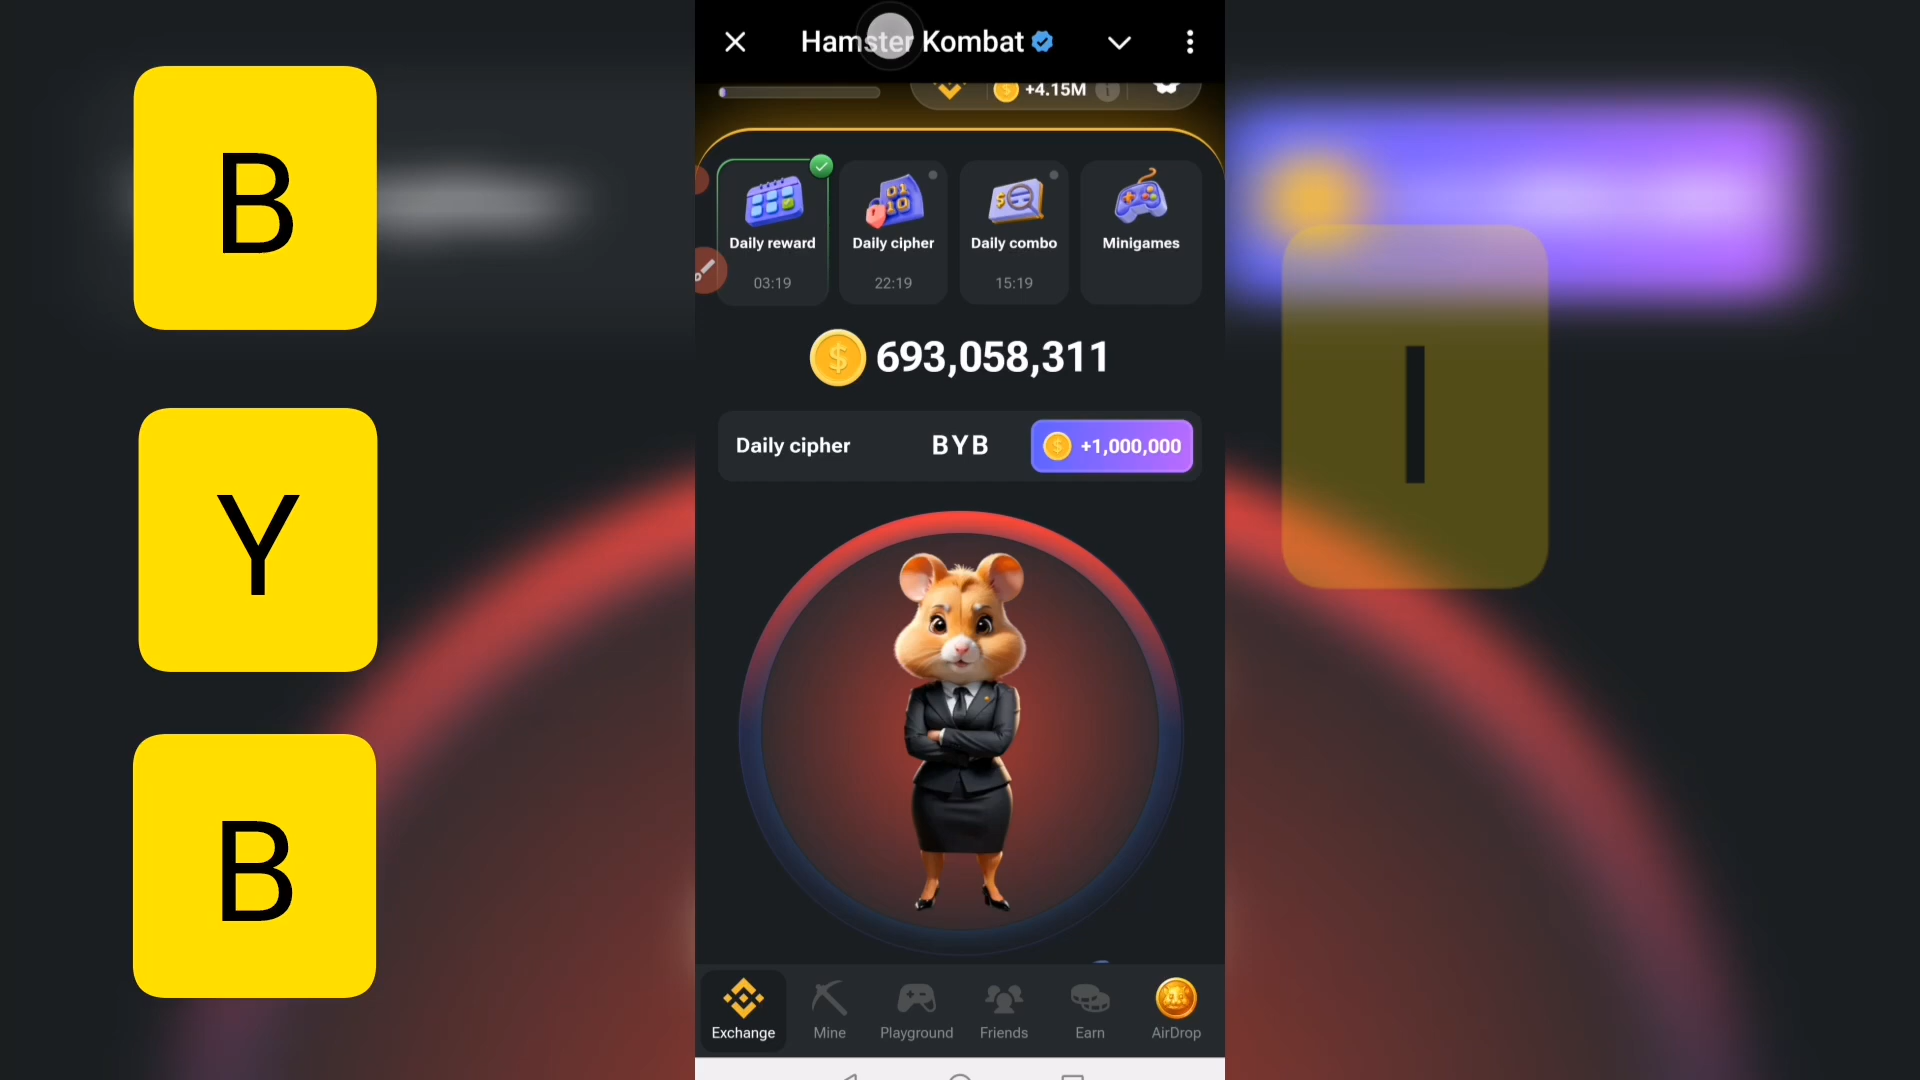 B
Y
B
I
Hamster Kombat
+4.15M
Daily reward
03:19
Daily cipher
22:19
Daily combo
15:19
Minigames
693,058,311
Daily cipher BYB +1,000,000
Exchange Mine Playground Friends Earn AirDrop